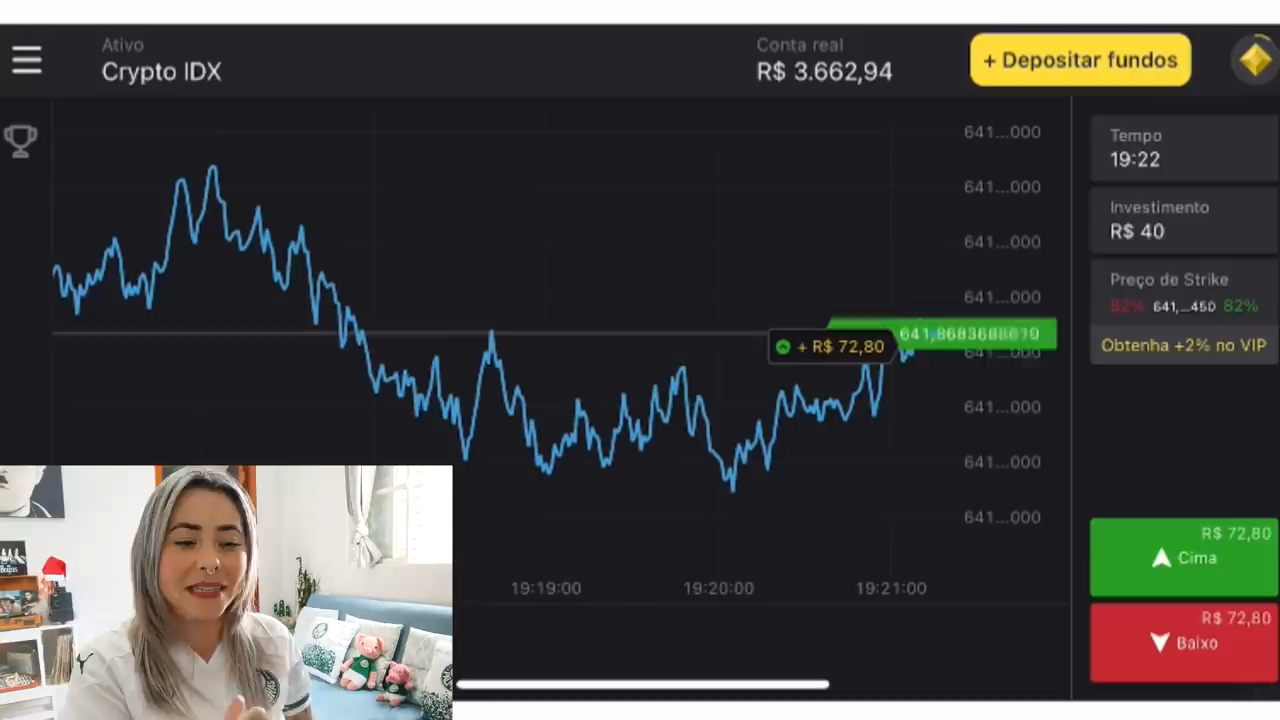 Ativo
Crypto IDX
Conta real
R$ 3.662,94
+ Depositar fundos
641...000
641...000
641...000
641...000
641...000
641...000
641...000
+ R$ 72,80
19:19:00
19:20:00
19:21:00
Tempo
19:22
Investimento
R$ 40
Preço de Strike
82% 641,...450 82%
Obtenha +2% no VIP
R$ 72,80
Cima
R$ 72,80
Baixo